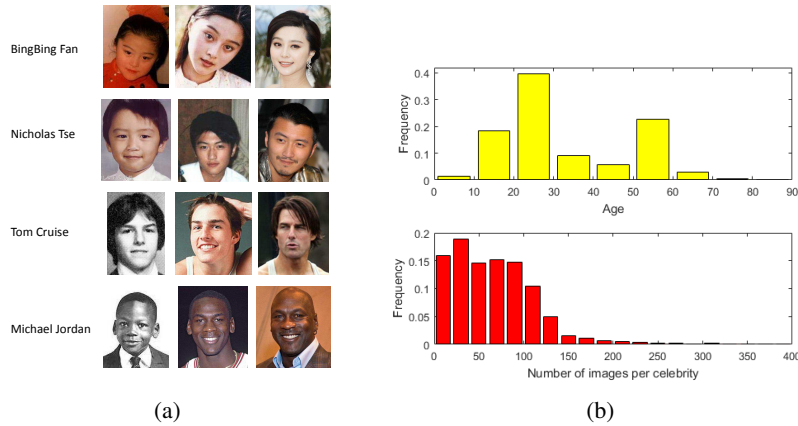 BingBing Fan
Nicholas Tse
Tom Cruise
Michael Jordan
(a)
0.4
0.3
0.2
0.1
0
Frequency
0 10 20 30 40 50 60 70 80 90
Age
0.2
0.15
0.1
0.05
0
Frequency
0 50 100 150 200 250 300 350 400
Number of images per celebrity
(b)